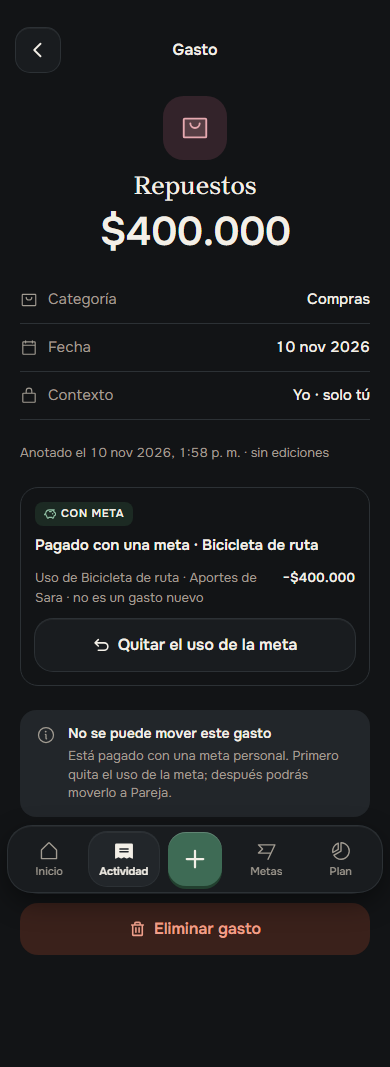 Gasto
Repuestos
$400.000
Categoría
Compras
Fecha
10 nov 2026
Contexto
Yo · solo tú
Anotado el 10 nov 2026, 1:58 p. m. · sin ediciones
CON META
Pagado con una meta · Bicicleta de ruta
Uso de Bicicleta de ruta · Aportes de
Sara · no es un gasto nuevo
-$400.000
Quitar el uso de la meta
No se puede mover este gasto
Está pagado con una meta personal. Primero
quita el uso de la meta; después podrás
moverlo a Pareja.
Inicio
Actividad
Metas
Plan
Eliminar gasto